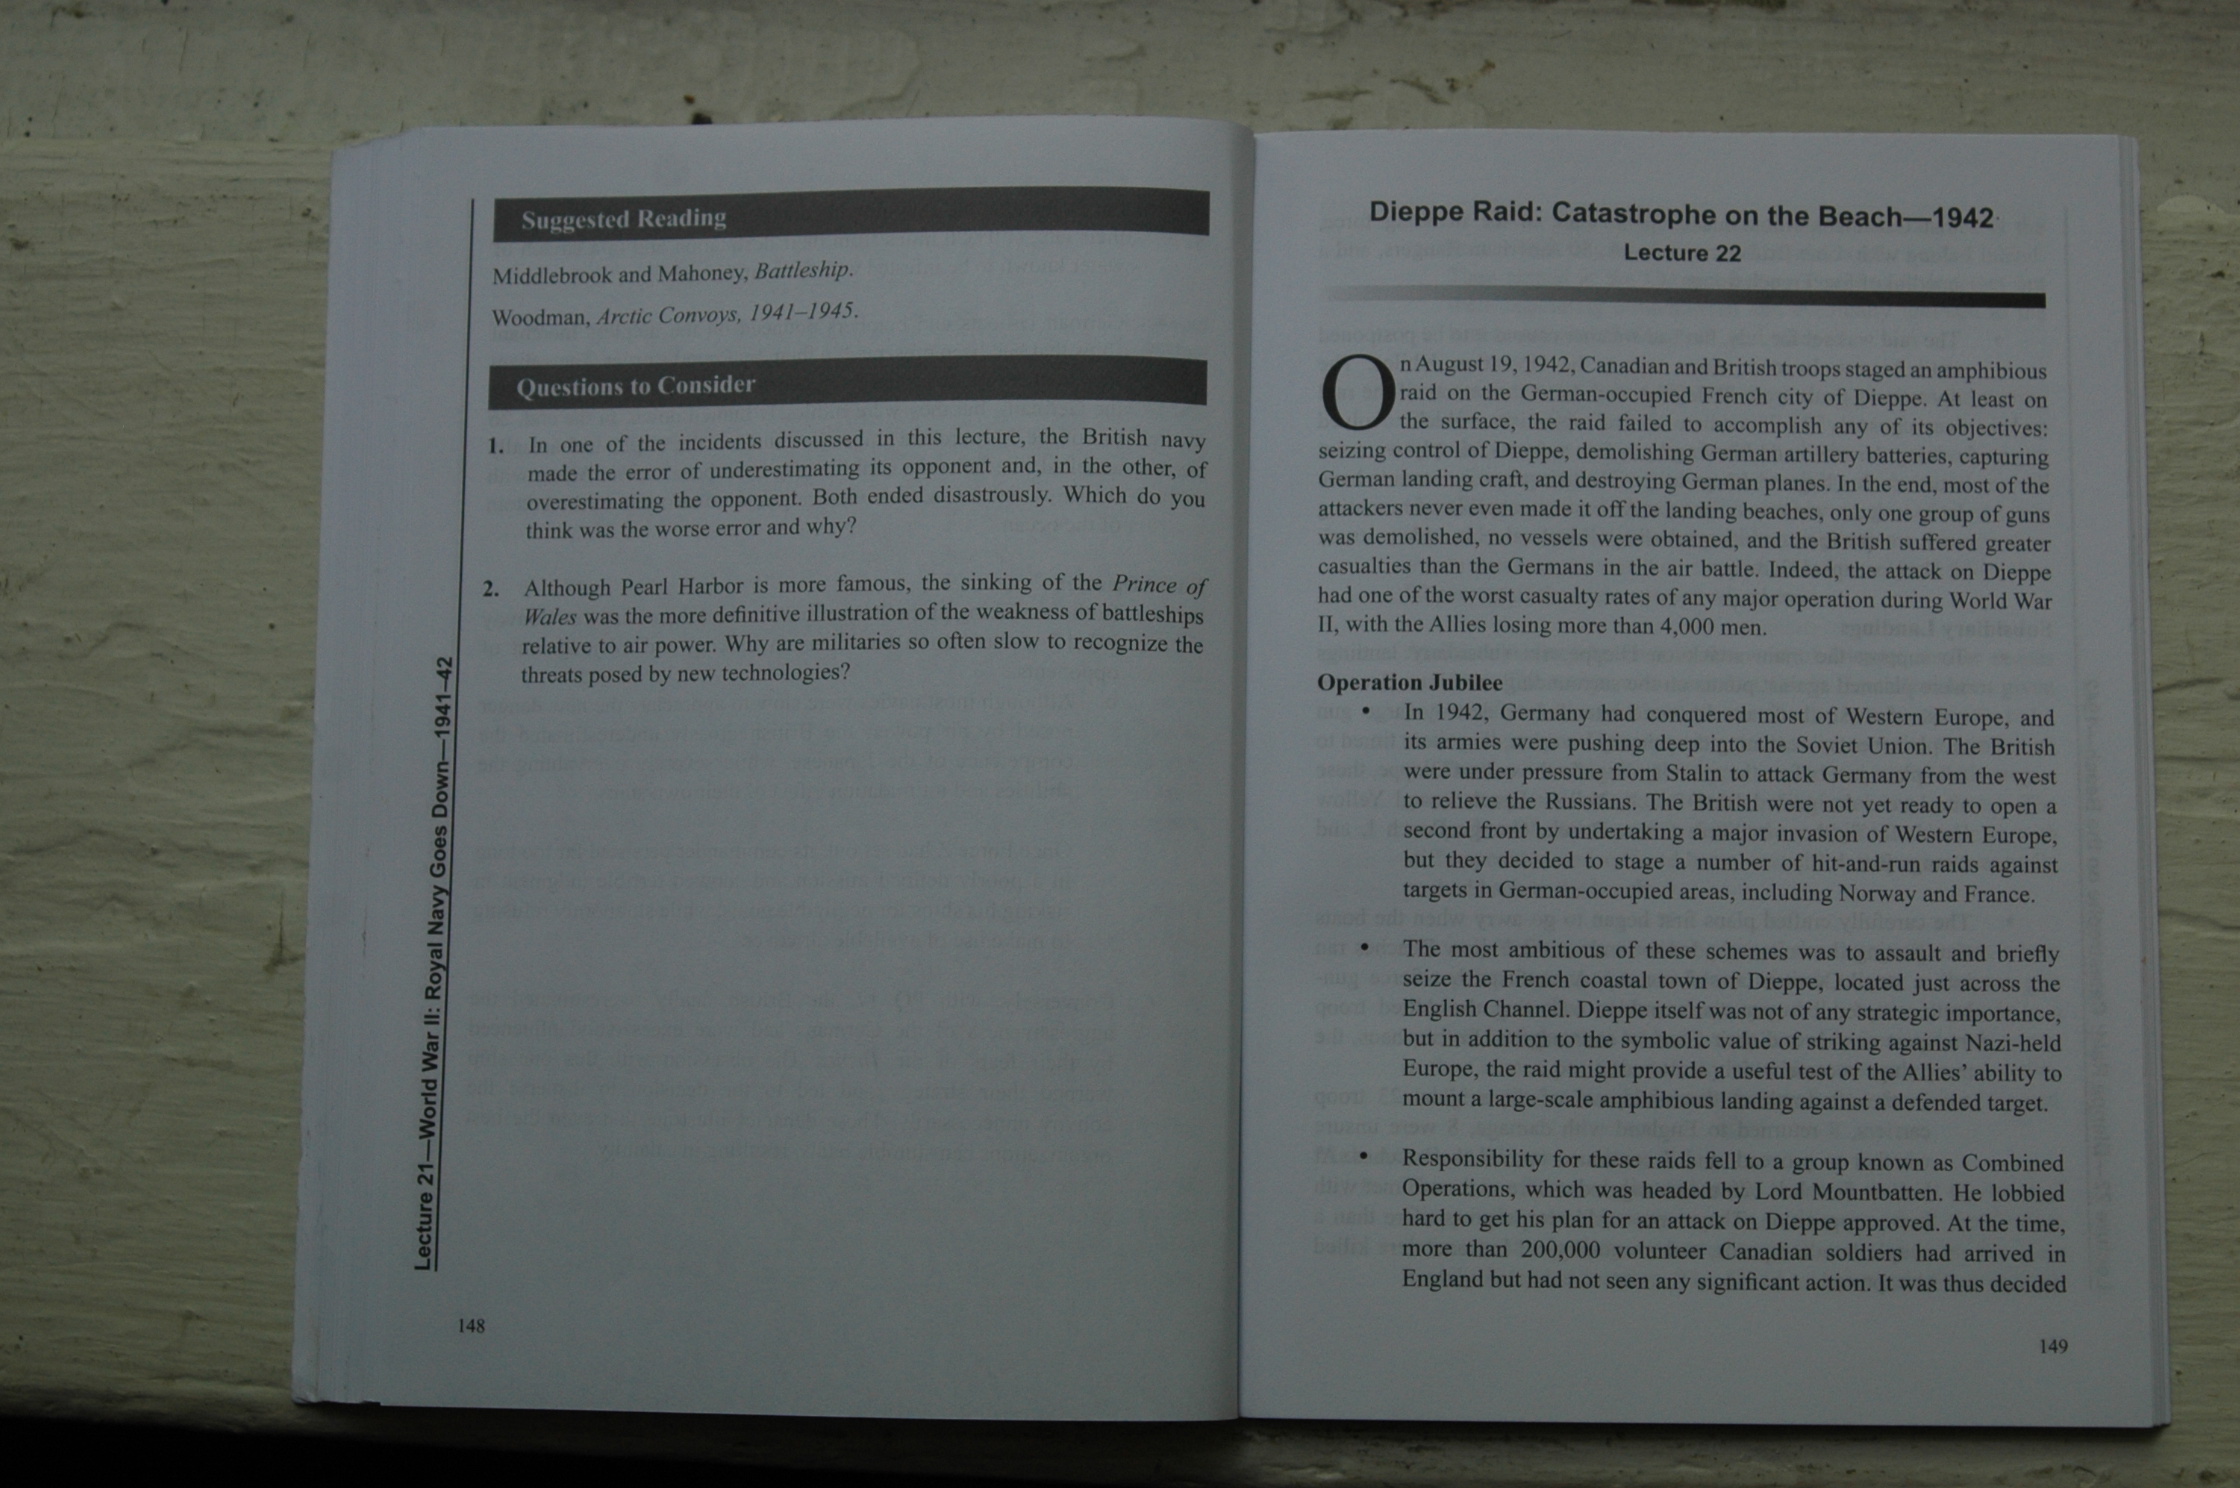 Suggested Reading
Middlebrook and Mahoney, Battleship.
Woodman, Arctic Convoys, 1941–1945.
Questions to Consider
1. In one of the incidents discussed in this lecture, the British navy
made the error of underestimating its opponent and, in the other, of
overestimating the opponent. Both ended disastrously. Which do you
think was the worse error and why?
2. Although Pearl Harbor is more famous, the sinking of the Prince of
Wales was the more definitive illustration of the weakness of battleships
relative to air power. Why are militaries so often slow to recognize the
threats posed by new technologies?
Lecture 21—World War II: Royal Navy Goes Down—1941–42
148
Dieppe Raid: Catastrophe on the Beach—1942
Lecture 22
On August 19, 1942, Canadian and British troops staged an amphibious
raid on the German-occupied French city of Dieppe. At least on
the surface, the raid failed to accomplish any of its objectives:
seizing control of Dieppe, demolishing German artillery batteries, capturing
German landing craft, and destroying German planes. In the end, most of the
attackers never even made it off the landing beaches, only one group of guns
was demolished, no vessels were obtained, and the British suffered greater
casualties than the Germans in the air battle. Indeed, the attack on Dieppe
had one of the worst casualty rates of any major operation during World War
II, with the Allies losing more than 4,000 men.
Operation Jubilee
• In 1942, Germany had conquered most of Western Europe, and
its armies were pushing deep into the Soviet Union. The British
were under pressure from Stalin to attack Germany from the west
to relieve the Russians. The British were not yet ready to open a
second front by undertaking a major invasion of Western Europe,
but they decided to stage a number of hit-and-run raids against
targets in German-occupied areas, including Norway and France.
• The most ambitious of these schemes was to assault and briefly
seize the French coastal town of Dieppe, located just across the
English Channel. Dieppe itself was not of any strategic importance,
but in addition to the symbolic value of striking against Nazi-held
Europe, the raid might provide a useful test of the Allies' ability to
mount a large-scale amphibious landing against a defended target.
• Responsibility for these raids fell to a group known as Combined
Operations, which was headed by Lord Mountbatten. He lobbied
hard to get his plan for an attack on Dieppe approved. At the time,
more than 200,000 volunteer Canadian soldiers had arrived in
England but had not seen any significant action. It was thus decided
149